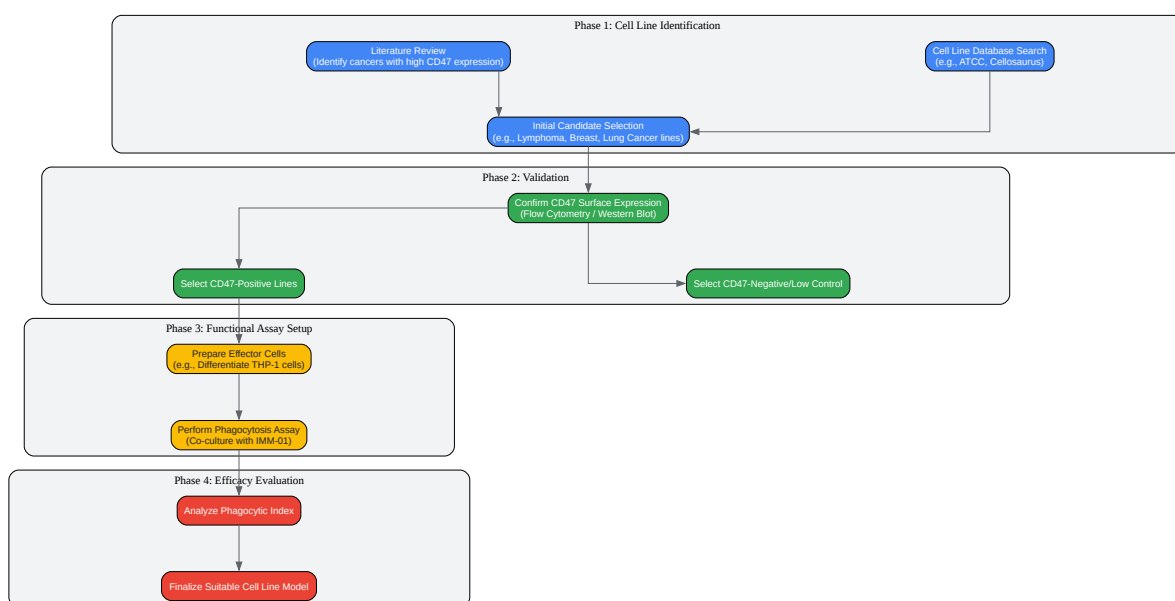 Phase 1: Cell Line Identification
Literature Review
(Identify cancers with high CD47 expression)
Cell Line Database Search
(e.g., ATCC, Cellosaurus)
Initial Candidate Selection
(e.g., Lymphoma, Breast, Lung Cancer lines)
Phase 2: Validation
Confirm CD47 Surface Expression
(Flow Cytometry / Western Blot)
Select CD47-Positive Lines
Select CD47-Negative/Low Control
Phase 3: Functional Assay Setup
Prepare Effector Cells
(e.g., Differentiate THP-1 cells)
Perform Phagocytosis Assay
(Co-culture with IMM-01)
Phase 4: Efficacy Evaluation
Analyze Phagocytic Index
Finalize Suitable Cell Line Model